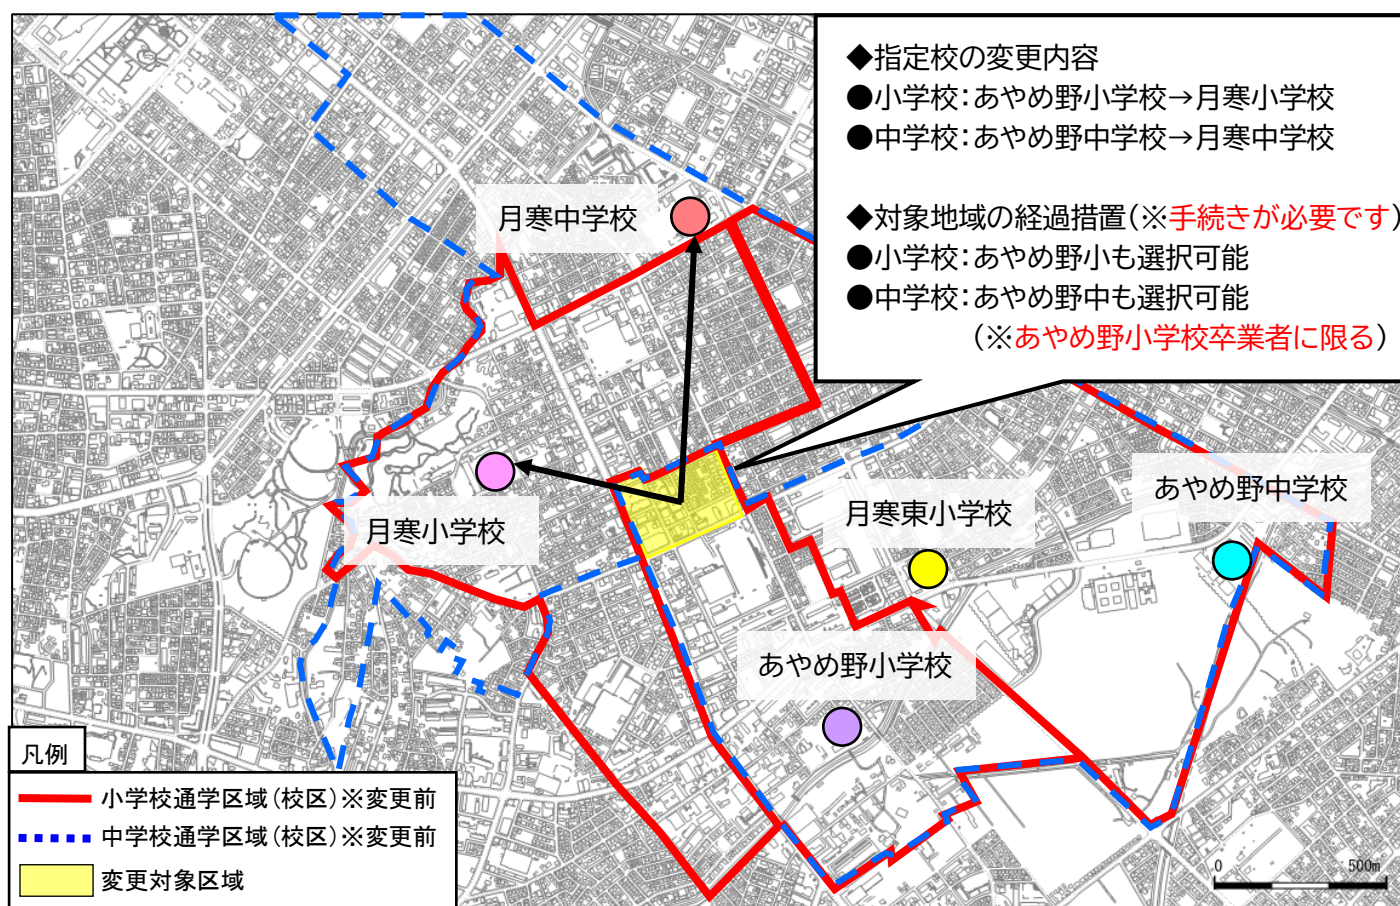 ◆指定校の変更内容
●小学校：あやめ野小学校→月寒小学校
●中学校：あやめ野中学校→月寒中学校
◆対象地域の経過措置（※手続きが必要です）
●小学校：あやめ野小も選択可能
●中学校：あやめ野中も選択可能
（※あやめ野小学校卒業者に限る）
月寒中学校
月寒小学校
月寒東小学校
あやめ野中学校
あやめ野小学校
凡例
小学校通学区域（校区）※変更前
中学校通学区域（校区）※変更前
変更対象区域
0 500m